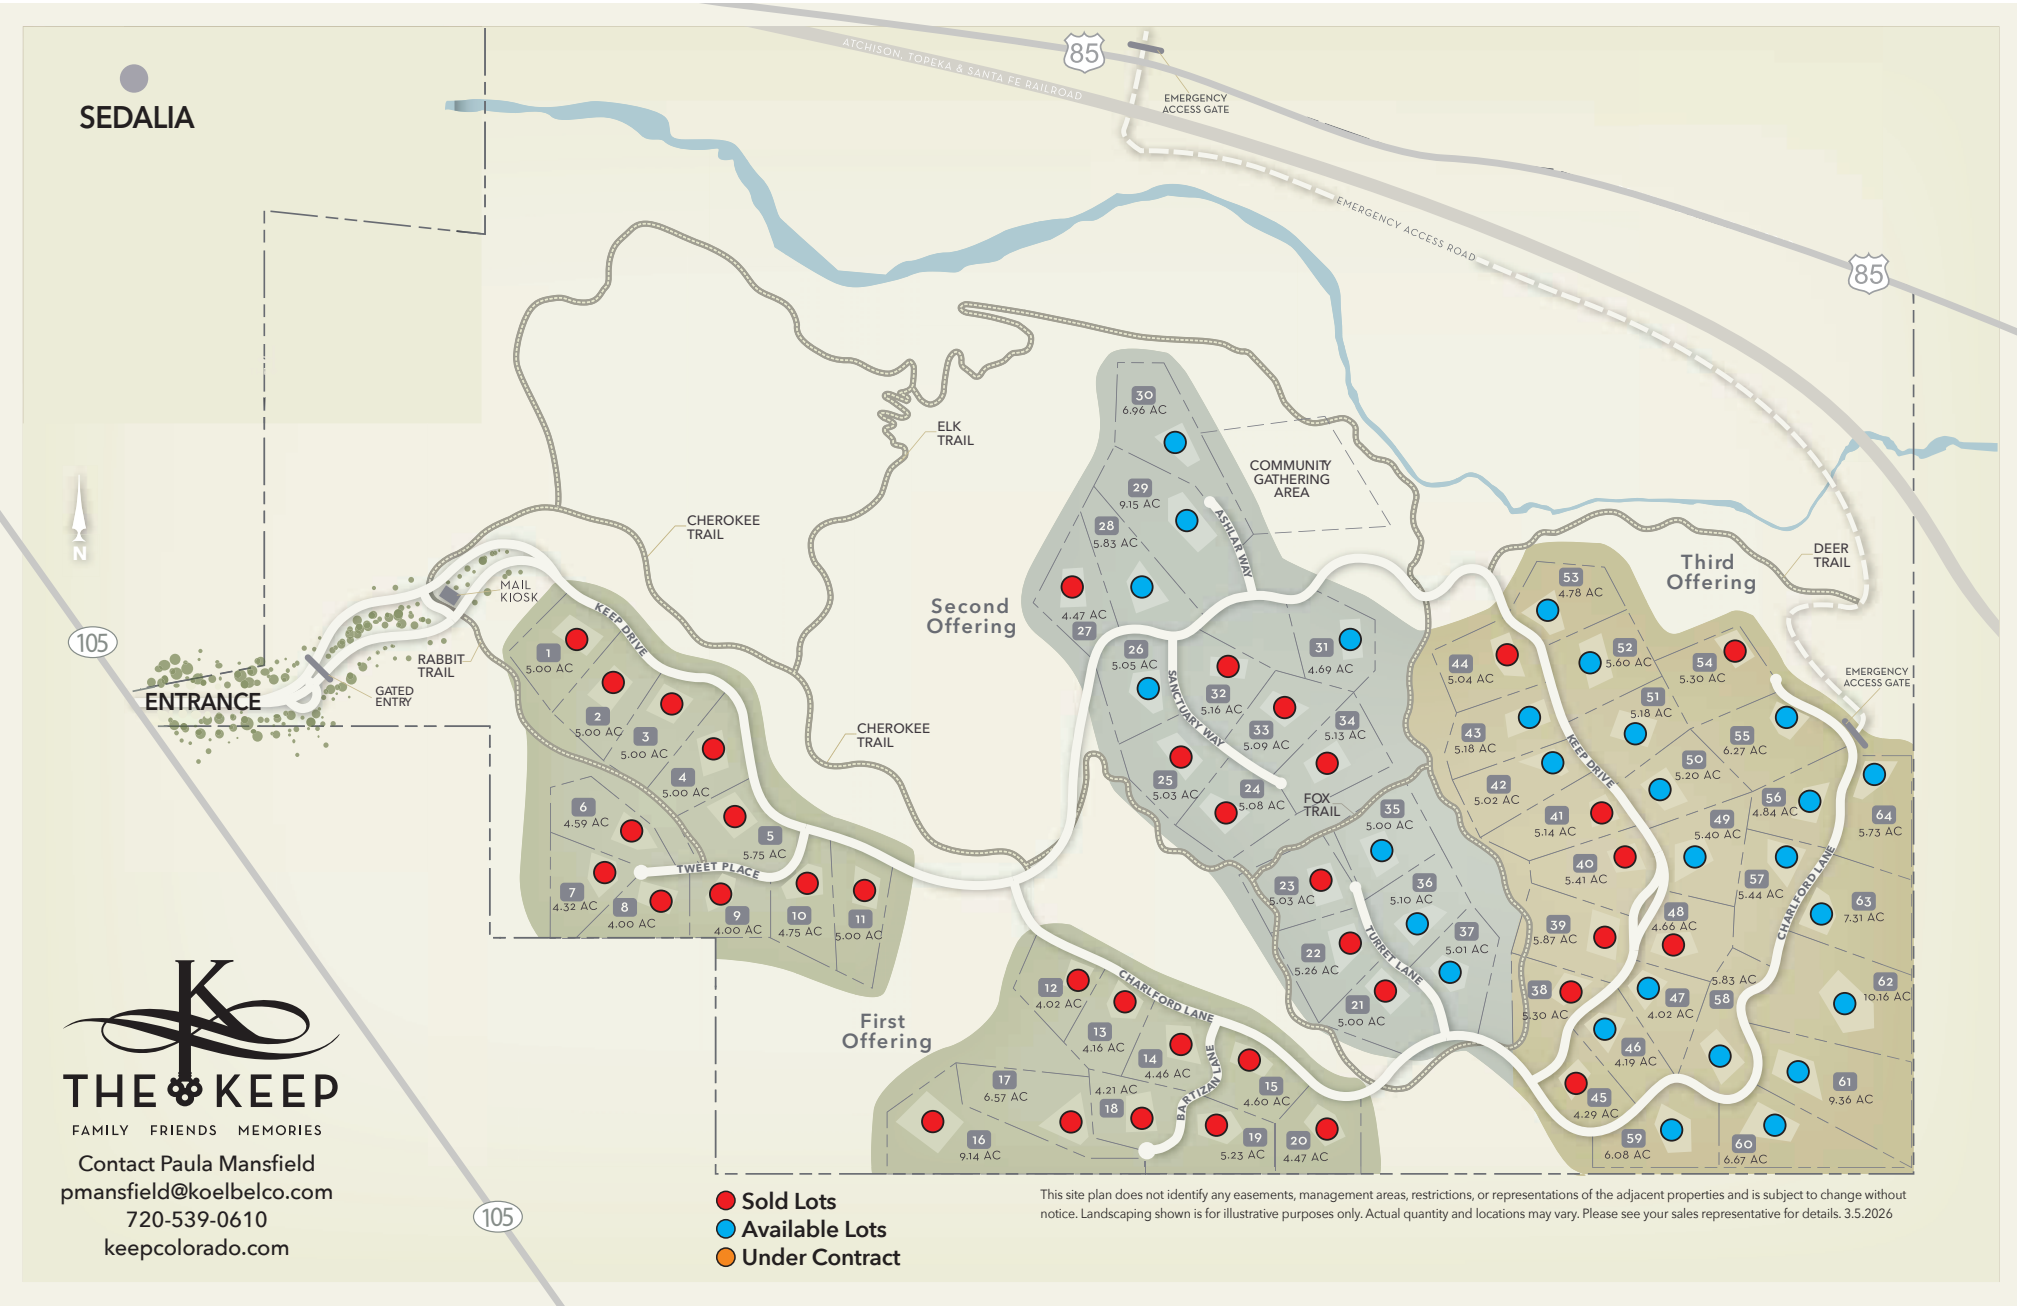 85
ATCHISON, TOPEKA & SANTA FE RAILROAD
EMERGENCY
ACCESS GATE
SEDALIA
EMERGENCY ACCESS ROAD
85
30
6.96 AC
ELK
TRAIL
COMMUNITY
GATHERING
AREA
29
9.15 AC
ASHLAR WAY
28
5.83 AC
CHEROKEE
TRAIL
N
DEER
TRAIL
Third
Offering
53
4.78 AC
MAIL
KIOSK
KEEP DRIVE
Second
Offering
4.47 AC
27
105
1
5.00 AC
RABBIT
TRAIL
GATED
ENTRY
ENTRANCE
26
5.05 AC
31
4.69 AC
44
5.04 AC
52
5.60 AC
54
5.30 AC
EMERGENCY
ACCESS GATE
SANCTUARY WAY
32
5.16 AC
51
5.18 AC
2
5.00 AC
3
5.00 AC
33
5.09 AC
34
5.13 AC
43
5.18 AC
KEEP DRIVE
55
6.27 AC
CHEROKEE
TRAIL
4
5.00 AC
25
5.03 AC
24
5.08 AC
FOX
TRAIL
42
5.02 AC
50
5.20 AC
56
4.84 AC
6
4.59 AC
5
5.75 AC
35
5.00 AC
41
5.14 AC
49
5.40 AC
64
5.73 AC
TWEET PLACE
40
5.41 AC
57
5.44 AC
CHARLFORD LANE
7
4.32 AC
8
4.00 AC
9
4.00 AC
10
4.75 AC
11
5.00 AC
23
5.03 AC
36
5.10 AC
63
7.31 AC
39
5.87 AC
48
4.66 AC
22
5.26 AC
TURRET LANE
37
5.01 AC
12
4.02 AC
CHARLFORD LANE
21
5.00 AC
38
5.30 AC
47
4.02 AC
5.83 AC
58
62
10.16 AC
First
Offering
13
4.16 AC
14
4.46 AC
BARTIZAN LANE
46
4.19 AC
17
6.57 AC
4.21 AC
18
15
4.60 AC
45
4.29 AC
61
9.36 AC
16
9.14 AC
19
5.23 AC
20
4.47 AC
59
6.08 AC
60
6.67 AC
K
THE KEEP
FAMILY FRIENDS MEMORIES
Contact Paula Mansfield
pmansfield@koelbelco.com
720-539-0610
keepcolorado.com
105
Sold Lots
Available Lots
Under Contract
This site plan does not identify any easements, management areas, restrictions, or representations of the adjacent properties and is subject to change without
notice. Landscaping shown is for illustrative purposes only. Actual quantity and locations may vary. Please see your sales representative for details. 3.5.2026